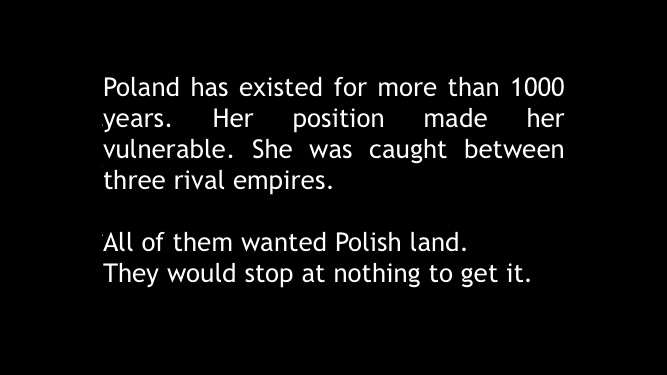 Poland has existed for more than 1000
years. Her position made her
vulnerable. She was caught between
three rival empires.
All of them wanted Polish land.
They would stop at nothing to get it.